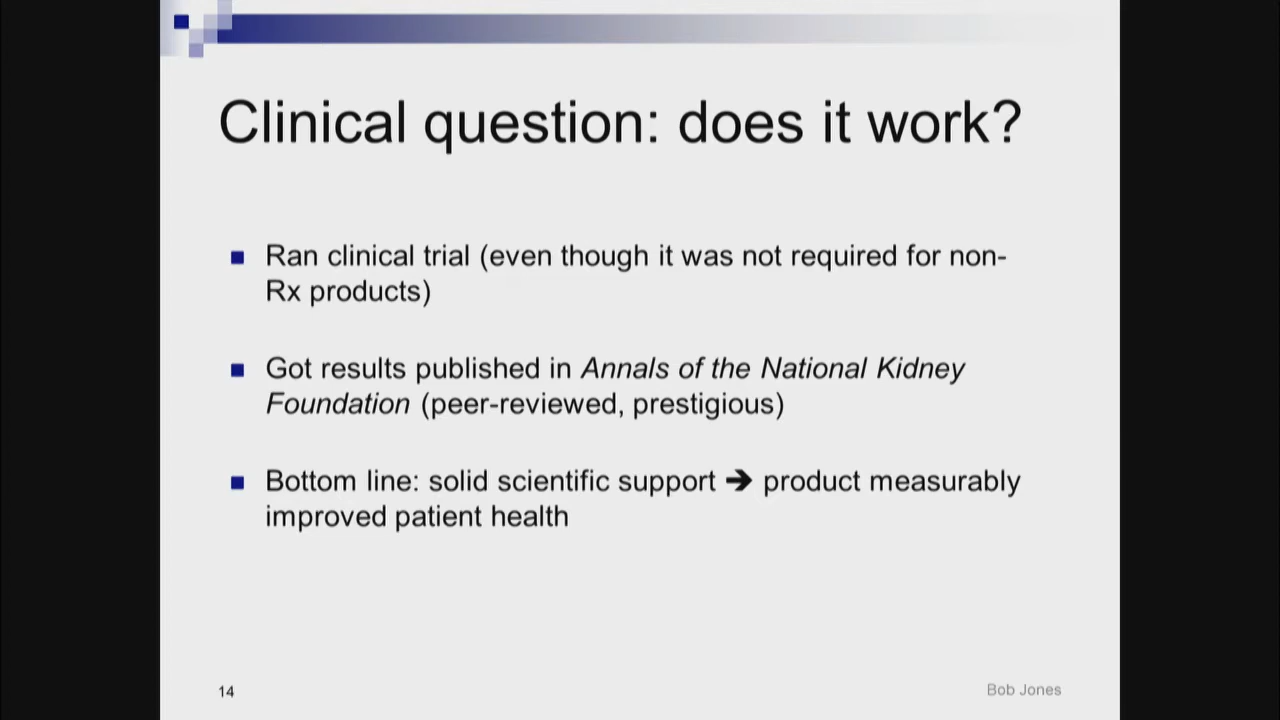 Clinical question: does it work?
Ran clinical trial (even though it was not required for non-
Rx products)
Got results published in Annals of the National Kidney
Foundation (peer-reviewed, prestigious)
Bottom line: solid scientific support ➔ product measurably
improved patient health
14
Bob Jones